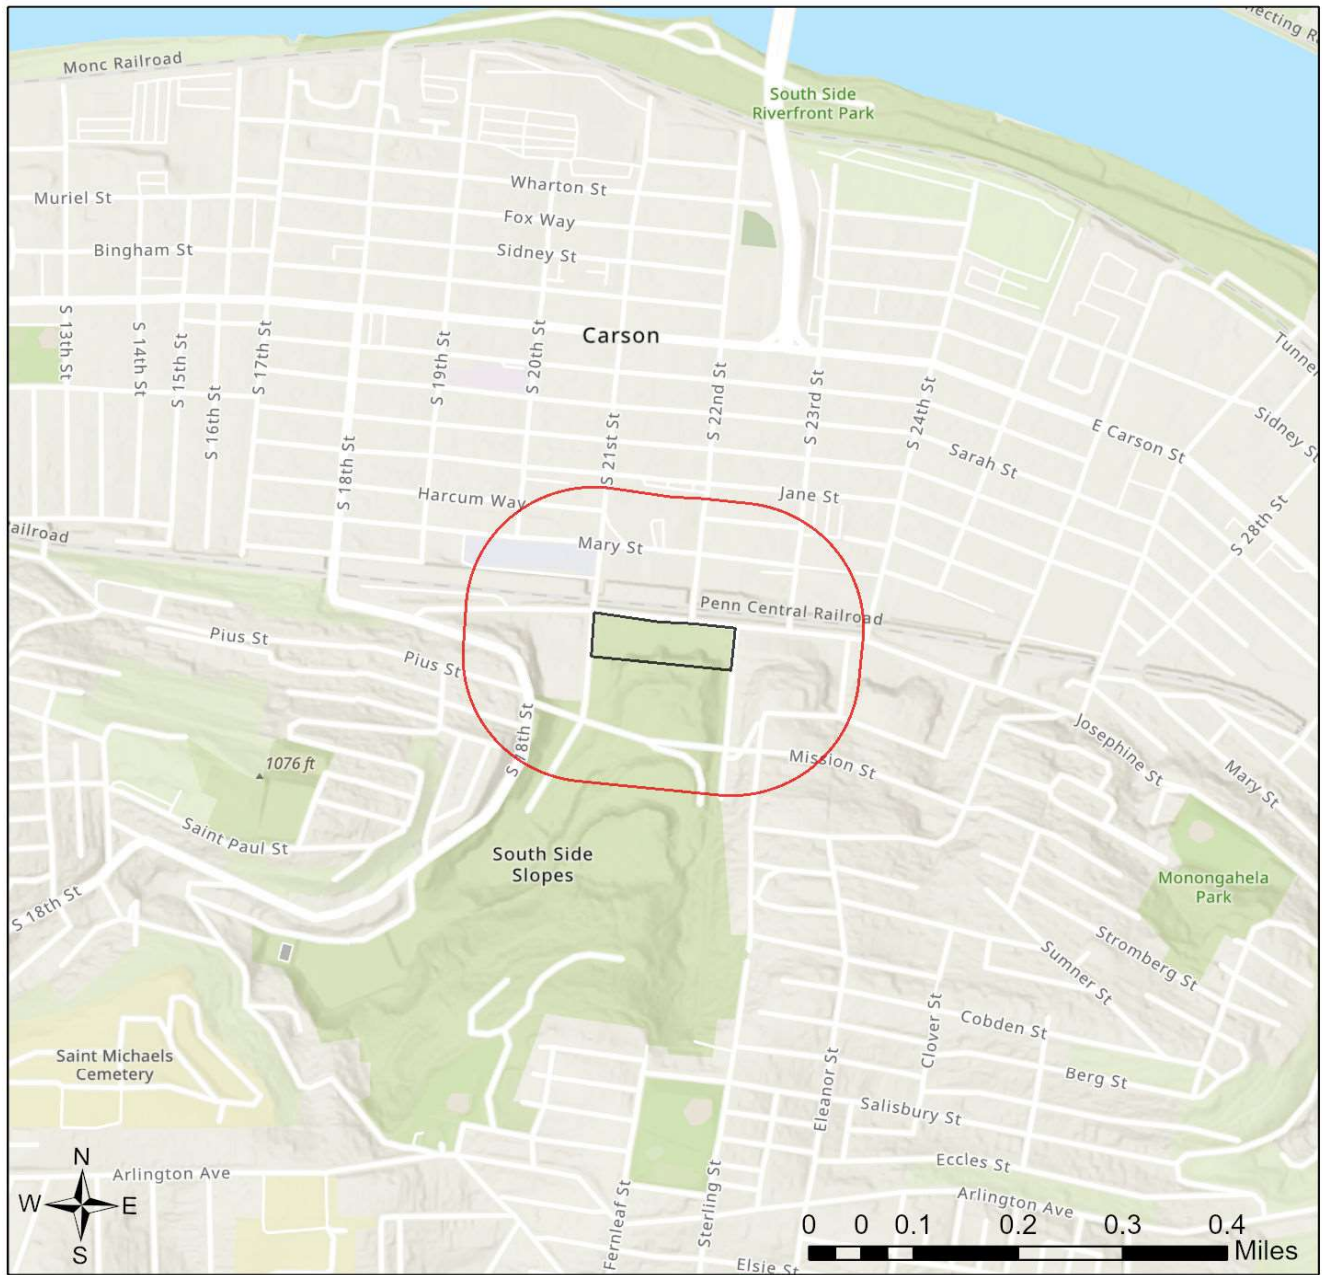 necting R
Monc Railroad
South Side
Riverfront Park
Muriel St
Wharton St
Fox Way
Bingham St
Sidney St
S 13th St
S 14th St
S 15th St
S 16th St
S 17th St
S 18th St
S 19th St
S 20th St
Carson
S 21st St
S 22nd St
S 23rd St
S 24th St
Tunne
E Carson St
Sidney St
Sarah St
S 28th St
Harcum Way
Jane St
ailroad
Mary St
Penn Central Railroad
Pius St
Pius St
S 18th St
1076 ft
Mission St
Josephine St
Mary St
Saint Paul St
South Side
Slopes
Monongahela
Park
S 18th St
Stromberg St
Sumner St
Cobden St
Clover St
Berg St
Saint Michaels
Cemetery
Eleanor St
Salisbury St
Eccles St
Arlington Ave
Arlington Ave
Fernleaf St
Sterling St
Elsie St
N
W E
S
0 0 0.1 0.2 0.3 0.4
Miles